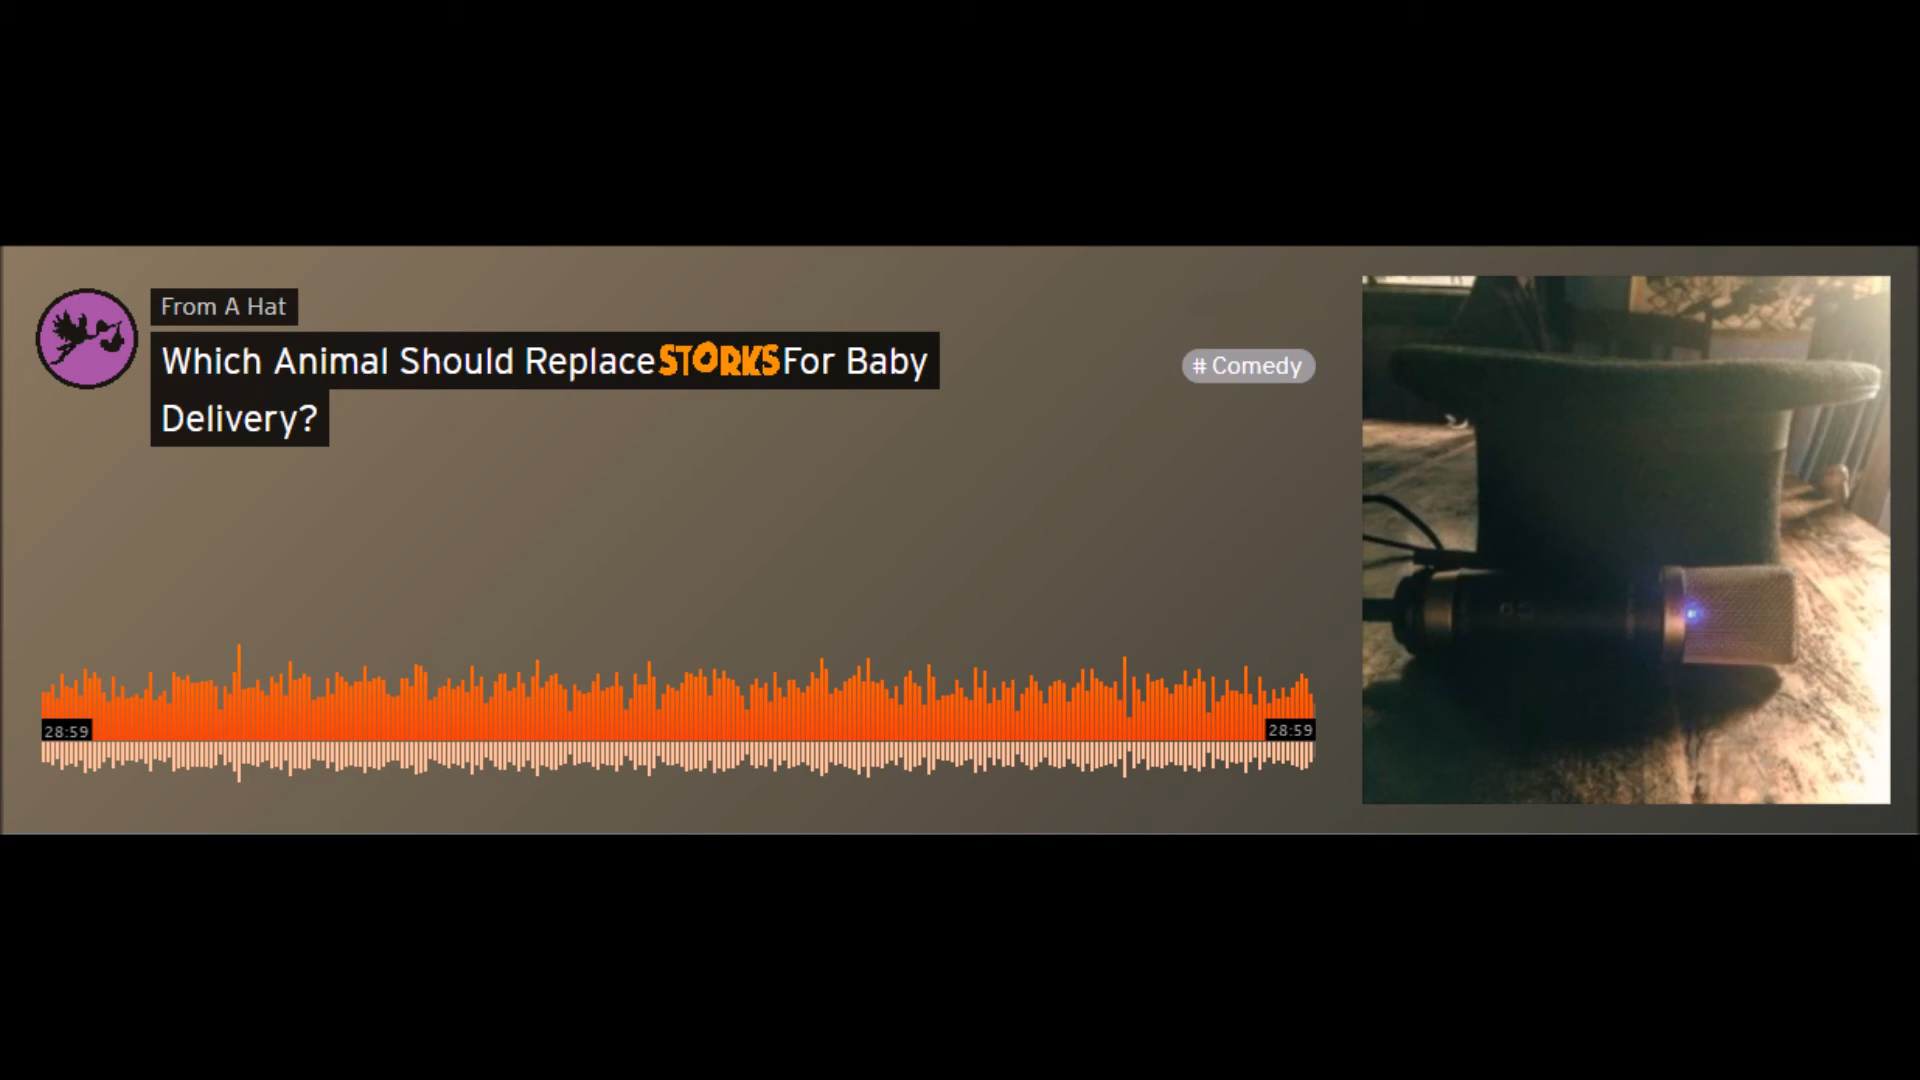 From A Hat
Which Animal Should Replace STORKS For Baby
Delivery?
# Comedy
28:59
28:59